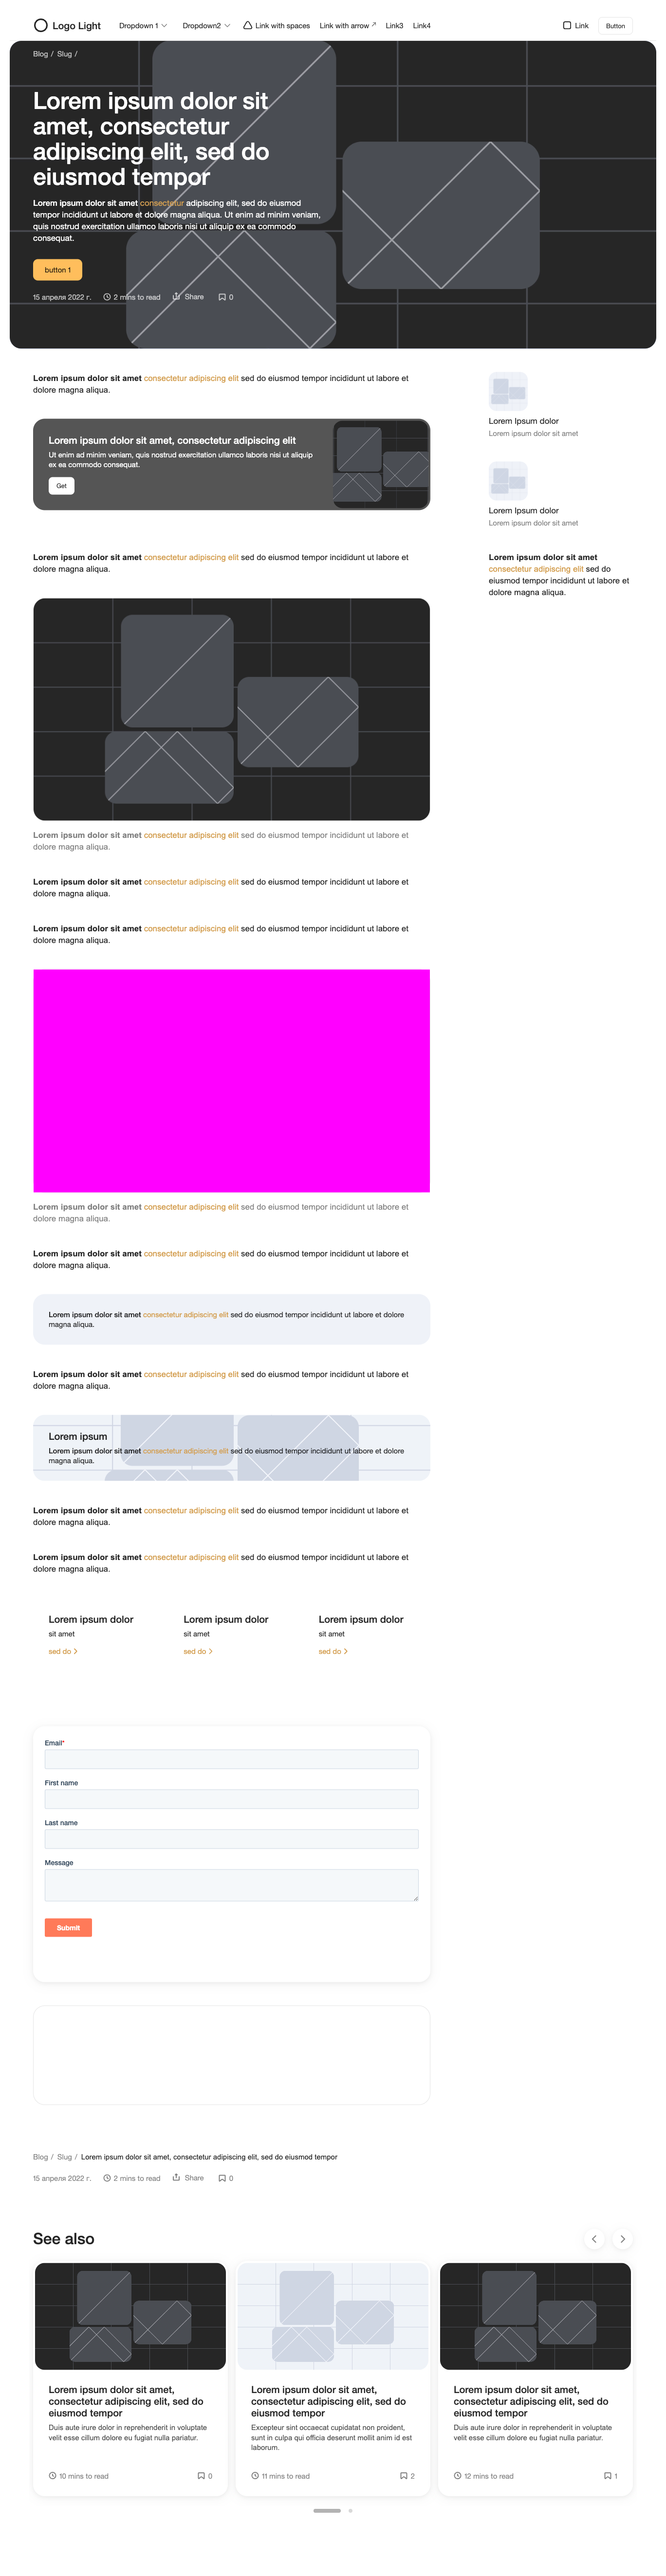 Logo Light
Dropdown 1
Dropdown2
Link with spaces
Link with arrow
Link3
Link4
Link
Button
Blog / Slug /
Lorem ipsum dolor sit
amet, consectetur
adipiscing elit, sed do
eiusmod tempor
Lorem ipsum dolor sit amet consectetur adipiscing elit, sed do eiusmod
tempor incididunt ut labore et dolore magna aliqua. Ut enim ad minim veniam,
quis nostrud exercitation ullamco laboris nisi ut aliquip ex ea commodo
consequat.
button 1
15 апреля 2022 г. 2 mins to read Share 0
Lorem ipsum dolor sit amet consectetur adipiscing elit sed do eiusmod tempor incididunt ut labore et
dolore magna aliqua.
Lorem ipsum dolor sit amet, consectetur adipiscing elit
Ut enim ad minim veniam, quis nostrud exercitation ullamco laboris nisi ut aliquip
ex ea commodo consequat.
Get
Lorem ipsum dolor sit amet consectetur adipiscing elit sed do eiusmod tempor incididunt ut labore et
dolore magna aliqua.
Lorem ipsum dolor sit amet consectetur adipiscing elit sed do eiusmod tempor incididunt ut labore et
dolore magna aliqua.
Lorem ipsum dolor sit amet consectetur adipiscing elit sed do eiusmod tempor incididunt ut labore et
dolore magna aliqua.
Lorem ipsum dolor sit amet consectetur adipiscing elit sed do eiusmod tempor incididunt ut labore et
dolore magna aliqua.
Lorem ipsum dolor sit amet consectetur adipiscing elit sed do eiusmod tempor incididunt ut labore et
dolore magna aliqua.
Lorem ipsum dolor sit amet consectetur adipiscing elit sed do eiusmod tempor incididunt ut labore et
dolore magna aliqua.
Lorem ipsum dolor sit amet consectetur adipiscing elit sed do eiusmod tempor incididunt ut labore et dolore
magna aliqua.
Lorem ipsum dolor sit amet consectetur adipiscing elit sed do eiusmod tempor incididunt ut labore et
dolore magna aliqua.
Lorem ipsum
Lorem ipsum dolor sit amet consectetur adipiscing elit sed do eiusmod tempor incididunt ut labore et dolore
magna aliqua.
Lorem ipsum dolor sit amet consectetur adipiscing elit sed do eiusmod tempor incididunt ut labore et
dolore magna aliqua.
Lorem ipsum dolor sit amet consectetur adipiscing elit sed do eiusmod tempor incididunt ut labore et
dolore magna aliqua.
Lorem ipsum dolor
sit amet
sed do
Lorem ipsum dolor
sit amet
sed do
Lorem ipsum dolor
sit amet
sed do
Email*
First name
Last name
Message
Submit
Lorem Ipsum dolor
Lorem ipsum dolor sit amet
Lorem Ipsum dolor
Lorem ipsum dolor sit amet
Lorem ipsum dolor sit amet
consectetur adipiscing elit sed do
eiusmod tempor incididunt ut labore et
dolore magna aliqua.
Blog / Slug / Lorem ipsum dolor sit amet, consectetur adipiscing elit, sed do eiusmod tempor
15 апреля 2022 г. 2 mins to read Share 0
See also
Lorem ipsum dolor sit amet,
consectetur adipiscing elit, sed do
eiusmod tempor
Duis aute irure dolor in reprehenderit in voluptate
velit esse cillum dolore eu fugiat nulla pariatur.
10 mins to read 0
Lorem ipsum dolor sit amet,
consectetur adipiscing elit, sed do
eiusmod tempor
Excepteur sint occaecat cupidatat non proident,
sunt in culpa qui officia deserunt mollit anim id est
laborum.
11 mins to read 2
Lorem ipsum dolor sit amet,
consectetur adipiscing elit, sed do
eiusmod tempor
Duis aute irure dolor in reprehenderit in voluptate
velit esse cillum dolore eu fugiat nulla pariatur.
12 mins to read 1